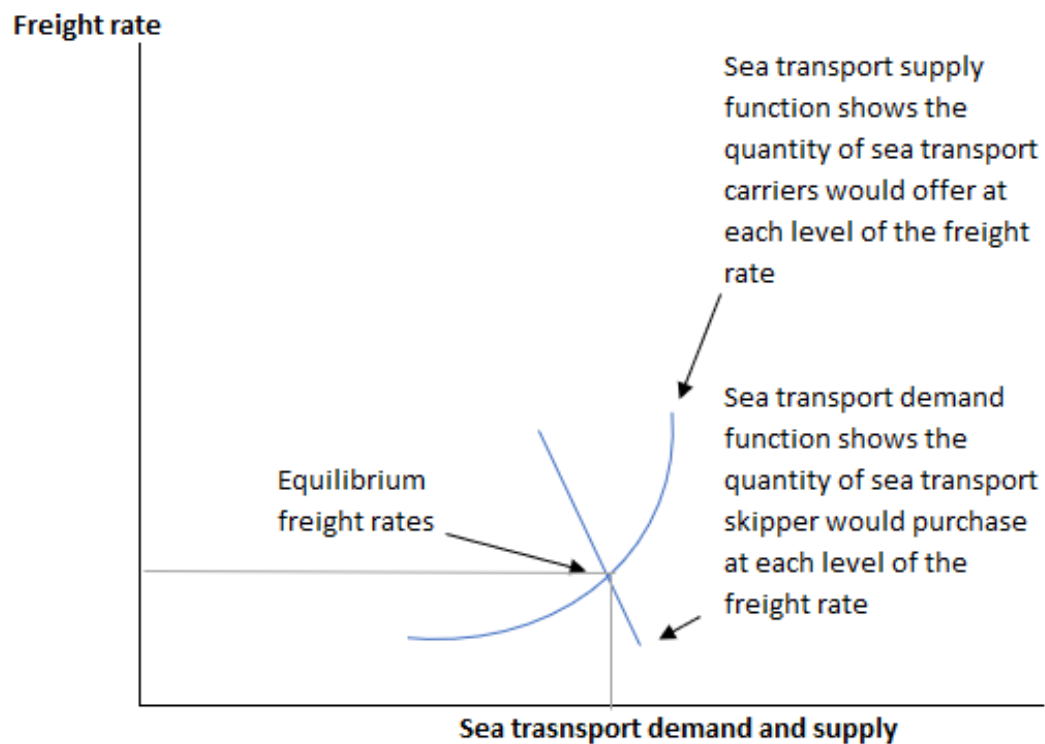 Freight rate
Sea transport supply
function shows the
quantity of sea transport
carriers would offer at
each level of the freight
rate
Sea transport demand
function shows the
quantity of sea transport
skipper would purchase
at each level of the
freight rate
Equilibrium
freight rates
Sea trasnsport demand and supply